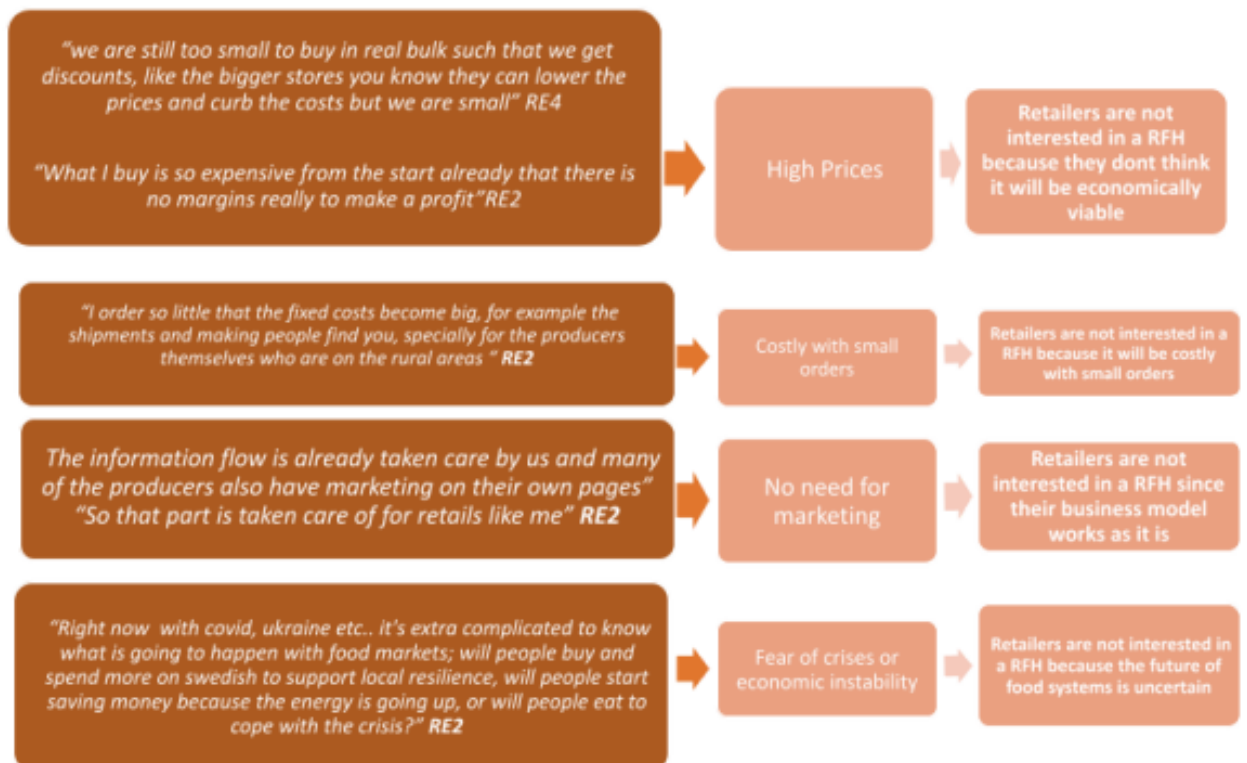 “we are still too small to buy in real bulk such that we get
discounts, like the bigger stores you know they can lower the
prices and curb the costs but we are small” RE4
“What I buy is so expensive from the start already that there is
no margins really to make a profit”RE2
High Prices
Retailers are not
interested in a RFH
because they dont think
it will be economically
viable
“I order so little that the fixed costs become big, for example the
shipments and making people find you, specially for the producers
themselves who are on the rural areas ” RE2
Costly with small
orders
Retailers are not interested in a
RFH because it will be costly
with small orders
The information flow is already taken care by us and many
of the producers also have marketing on their own pages”
“So that part is taken care of for retails like me” RE2
No need for
marketing
Retailers are not
interested in a RFH since
their business model
works as it is
“Right now with covid, ukraine etc.. it’s extra complicated to know
what is going to happen with food markets; will people buy and
spend more on swedish to support local resilience, will people start
saving money because the energy is going up, or will people eat to
cope with the crisis?” RE2
Fear of crises or
economic instability
Retailers are not interested in
a RFH because the future of
food systems is uncertain